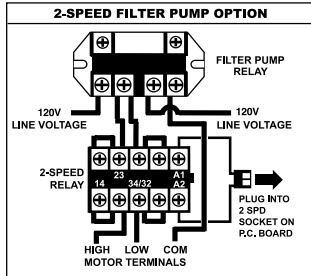 2-SPEED FILTER PUMP OPTION
FILTER PUMP
RELAY
120V
LINE VOLTAGE
120V
LINE VOLTAGE
2-SPEED
RELAY
23
A1
14
34/32
A2
PLUG INTO
2 SPD
SOCKET ON
P.C. BOARD
HIGH LOW COM
MOTOR TERMINALS